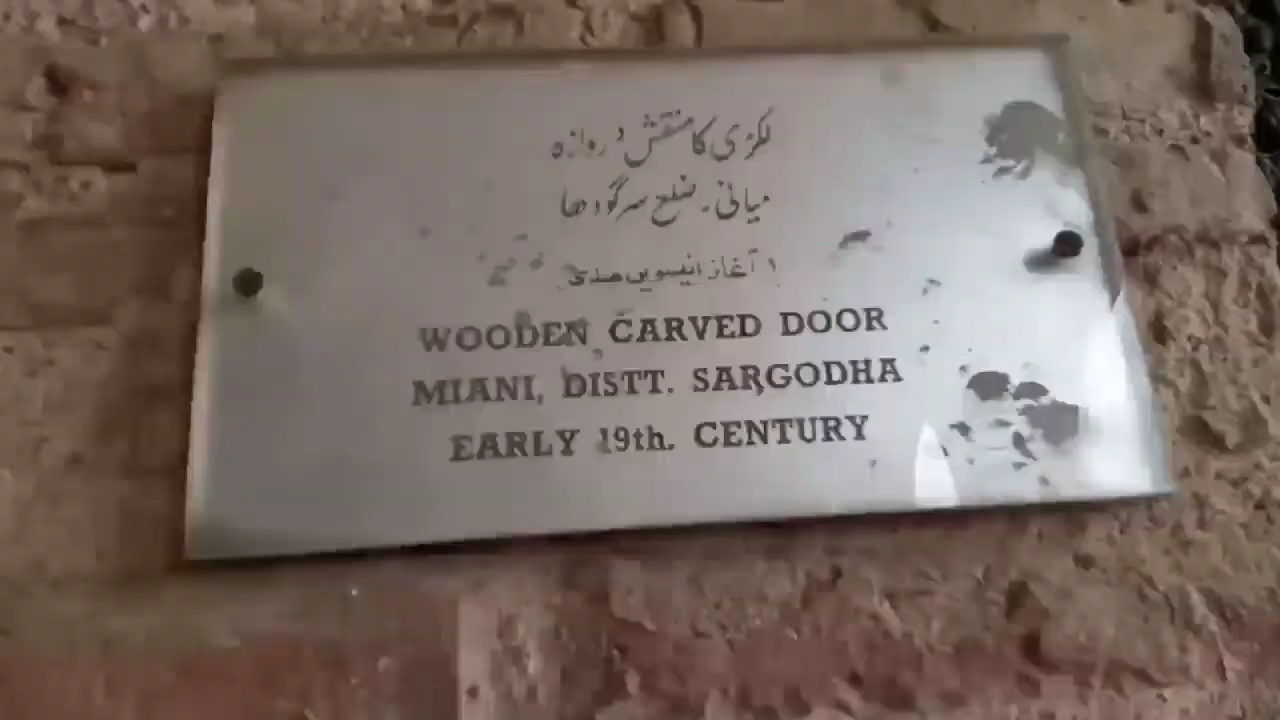 لکڑی کا منقش دروازہ
میانی ۔ ضلع سرگودھا
آغاز انیسویں صدی
WOODEN CARVED DOOR
MIANI, DISTT. SARGODHA
EARLY 19th. CENTURY